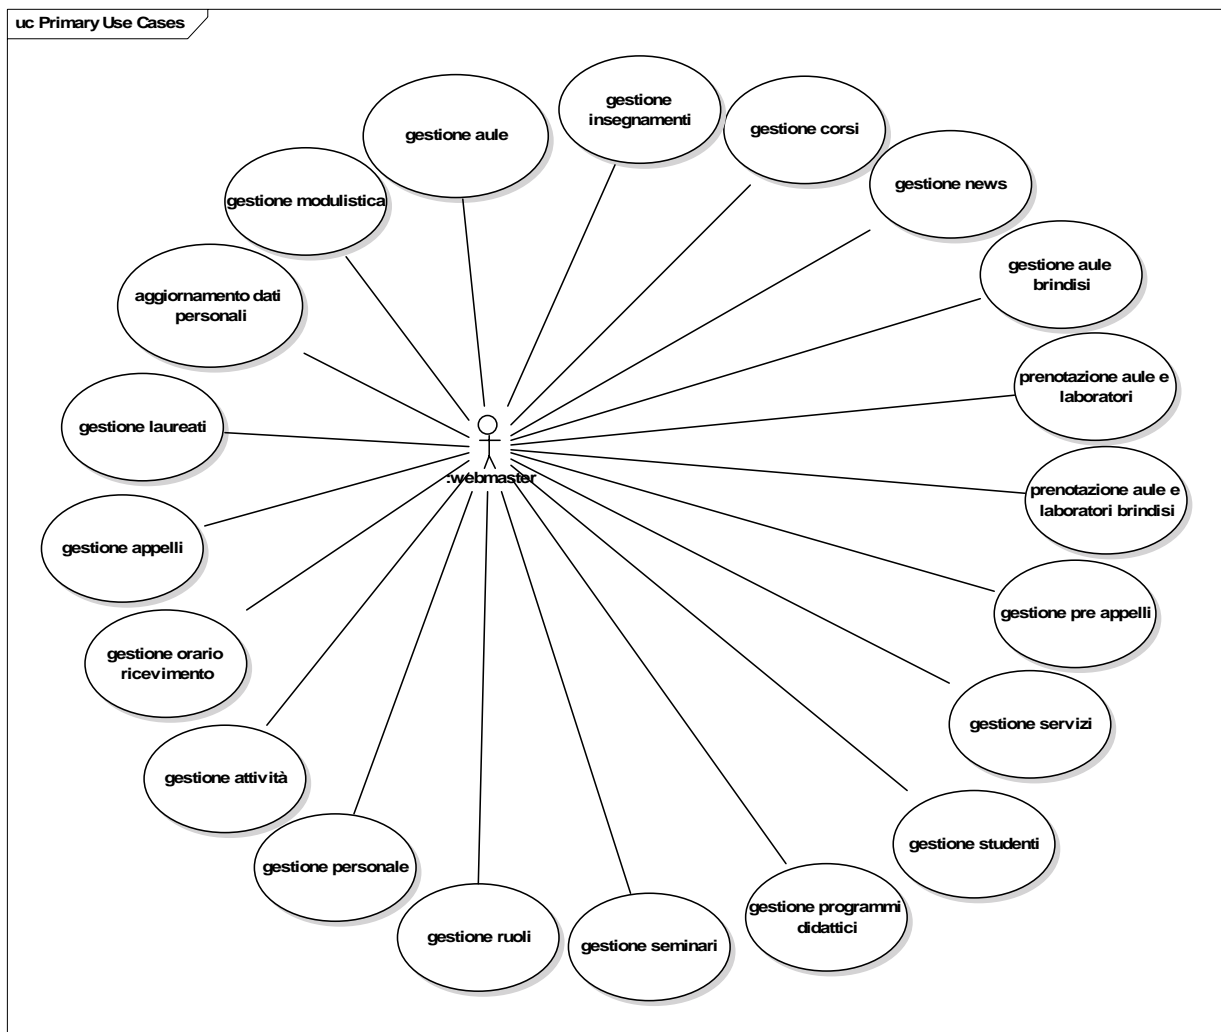 uc Primary Use Cases
gestione
insegnamenti
gestione corsi
gestione aule
gestione news
gestione modulistica
gestione aule
brindisi
aggiornamento dati
personali
prenotazione aule e
laboratori
gestione laureati
:webmaster
prenotazione aule e
laboratori brindisi
gestione appelli
gestione pre appelli
gestione orario
ricevimento
gestione servizi
gestione attività
gestione studenti
gestione personale
gestione programmi
didattici
gestione ruoli
gestione seminari